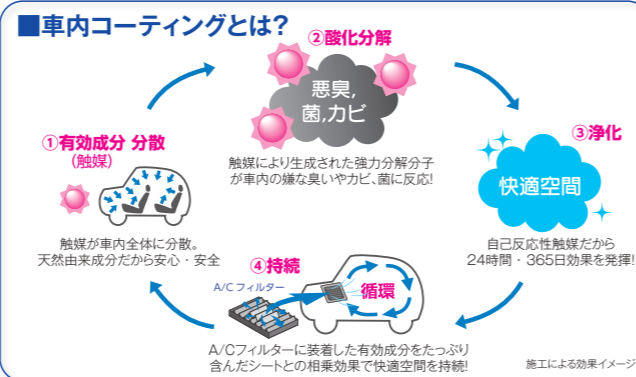 ■車内コーティングとは?
②酸化分解
悪臭,
菌,カビ
触媒により生成された強力分解分子
が車内の嫌な臭いやカビ、菌に反応!
①有効成分 分散
(触媒)
触媒が車内全体に分散。
天然由来成分だから安心・安全
③浄化
快適空間
自己反応性触媒だから
24時間・365日効果を発揮!
④持続
A/Cフィルター
循環
A/Cフィルターに装着した有効成分をたっぷり
含んだシートとの相乗効果で快適空間を持続!
施工による効果イメージ